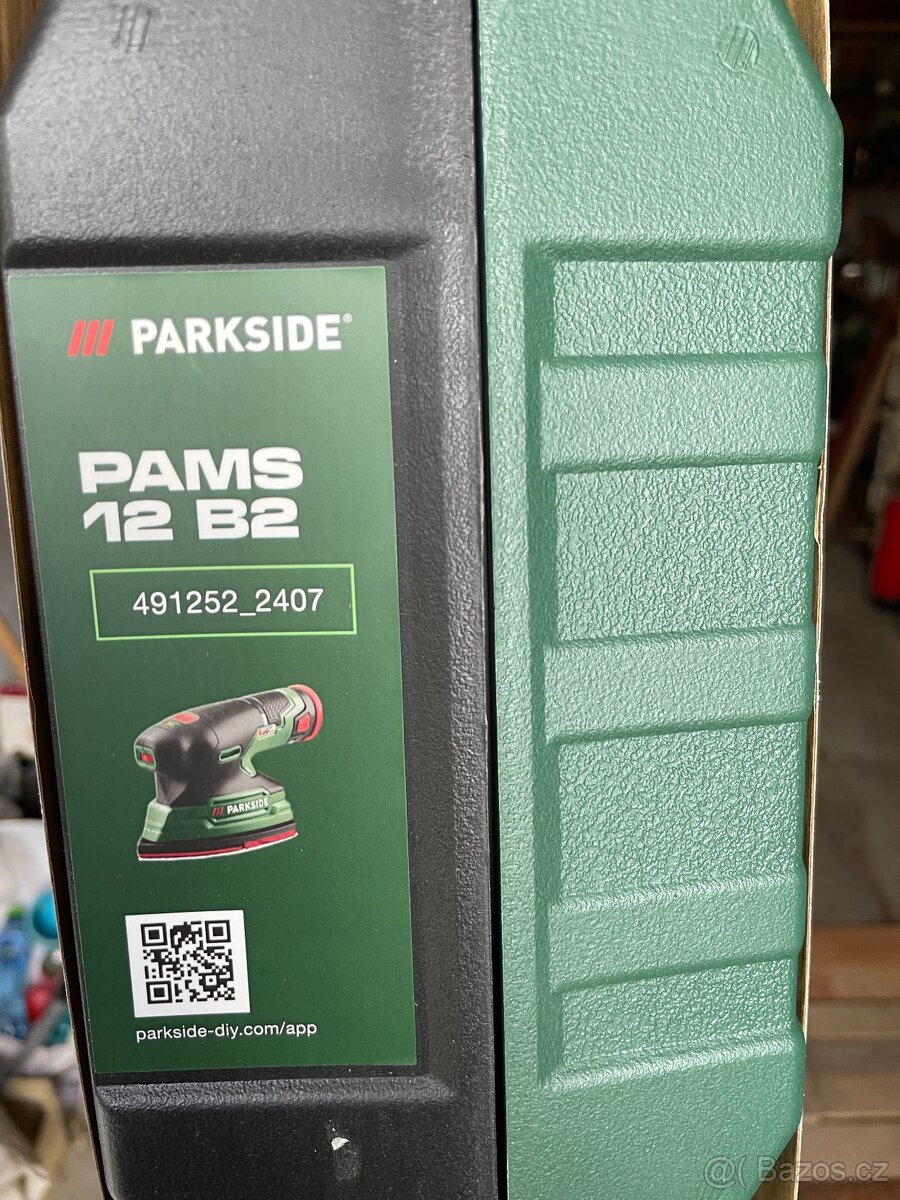 PARKSIDE®
PAMS
12 B2
491252_2407
PARKSIDE
parkside-diy.com/app
@( Bazos.cz